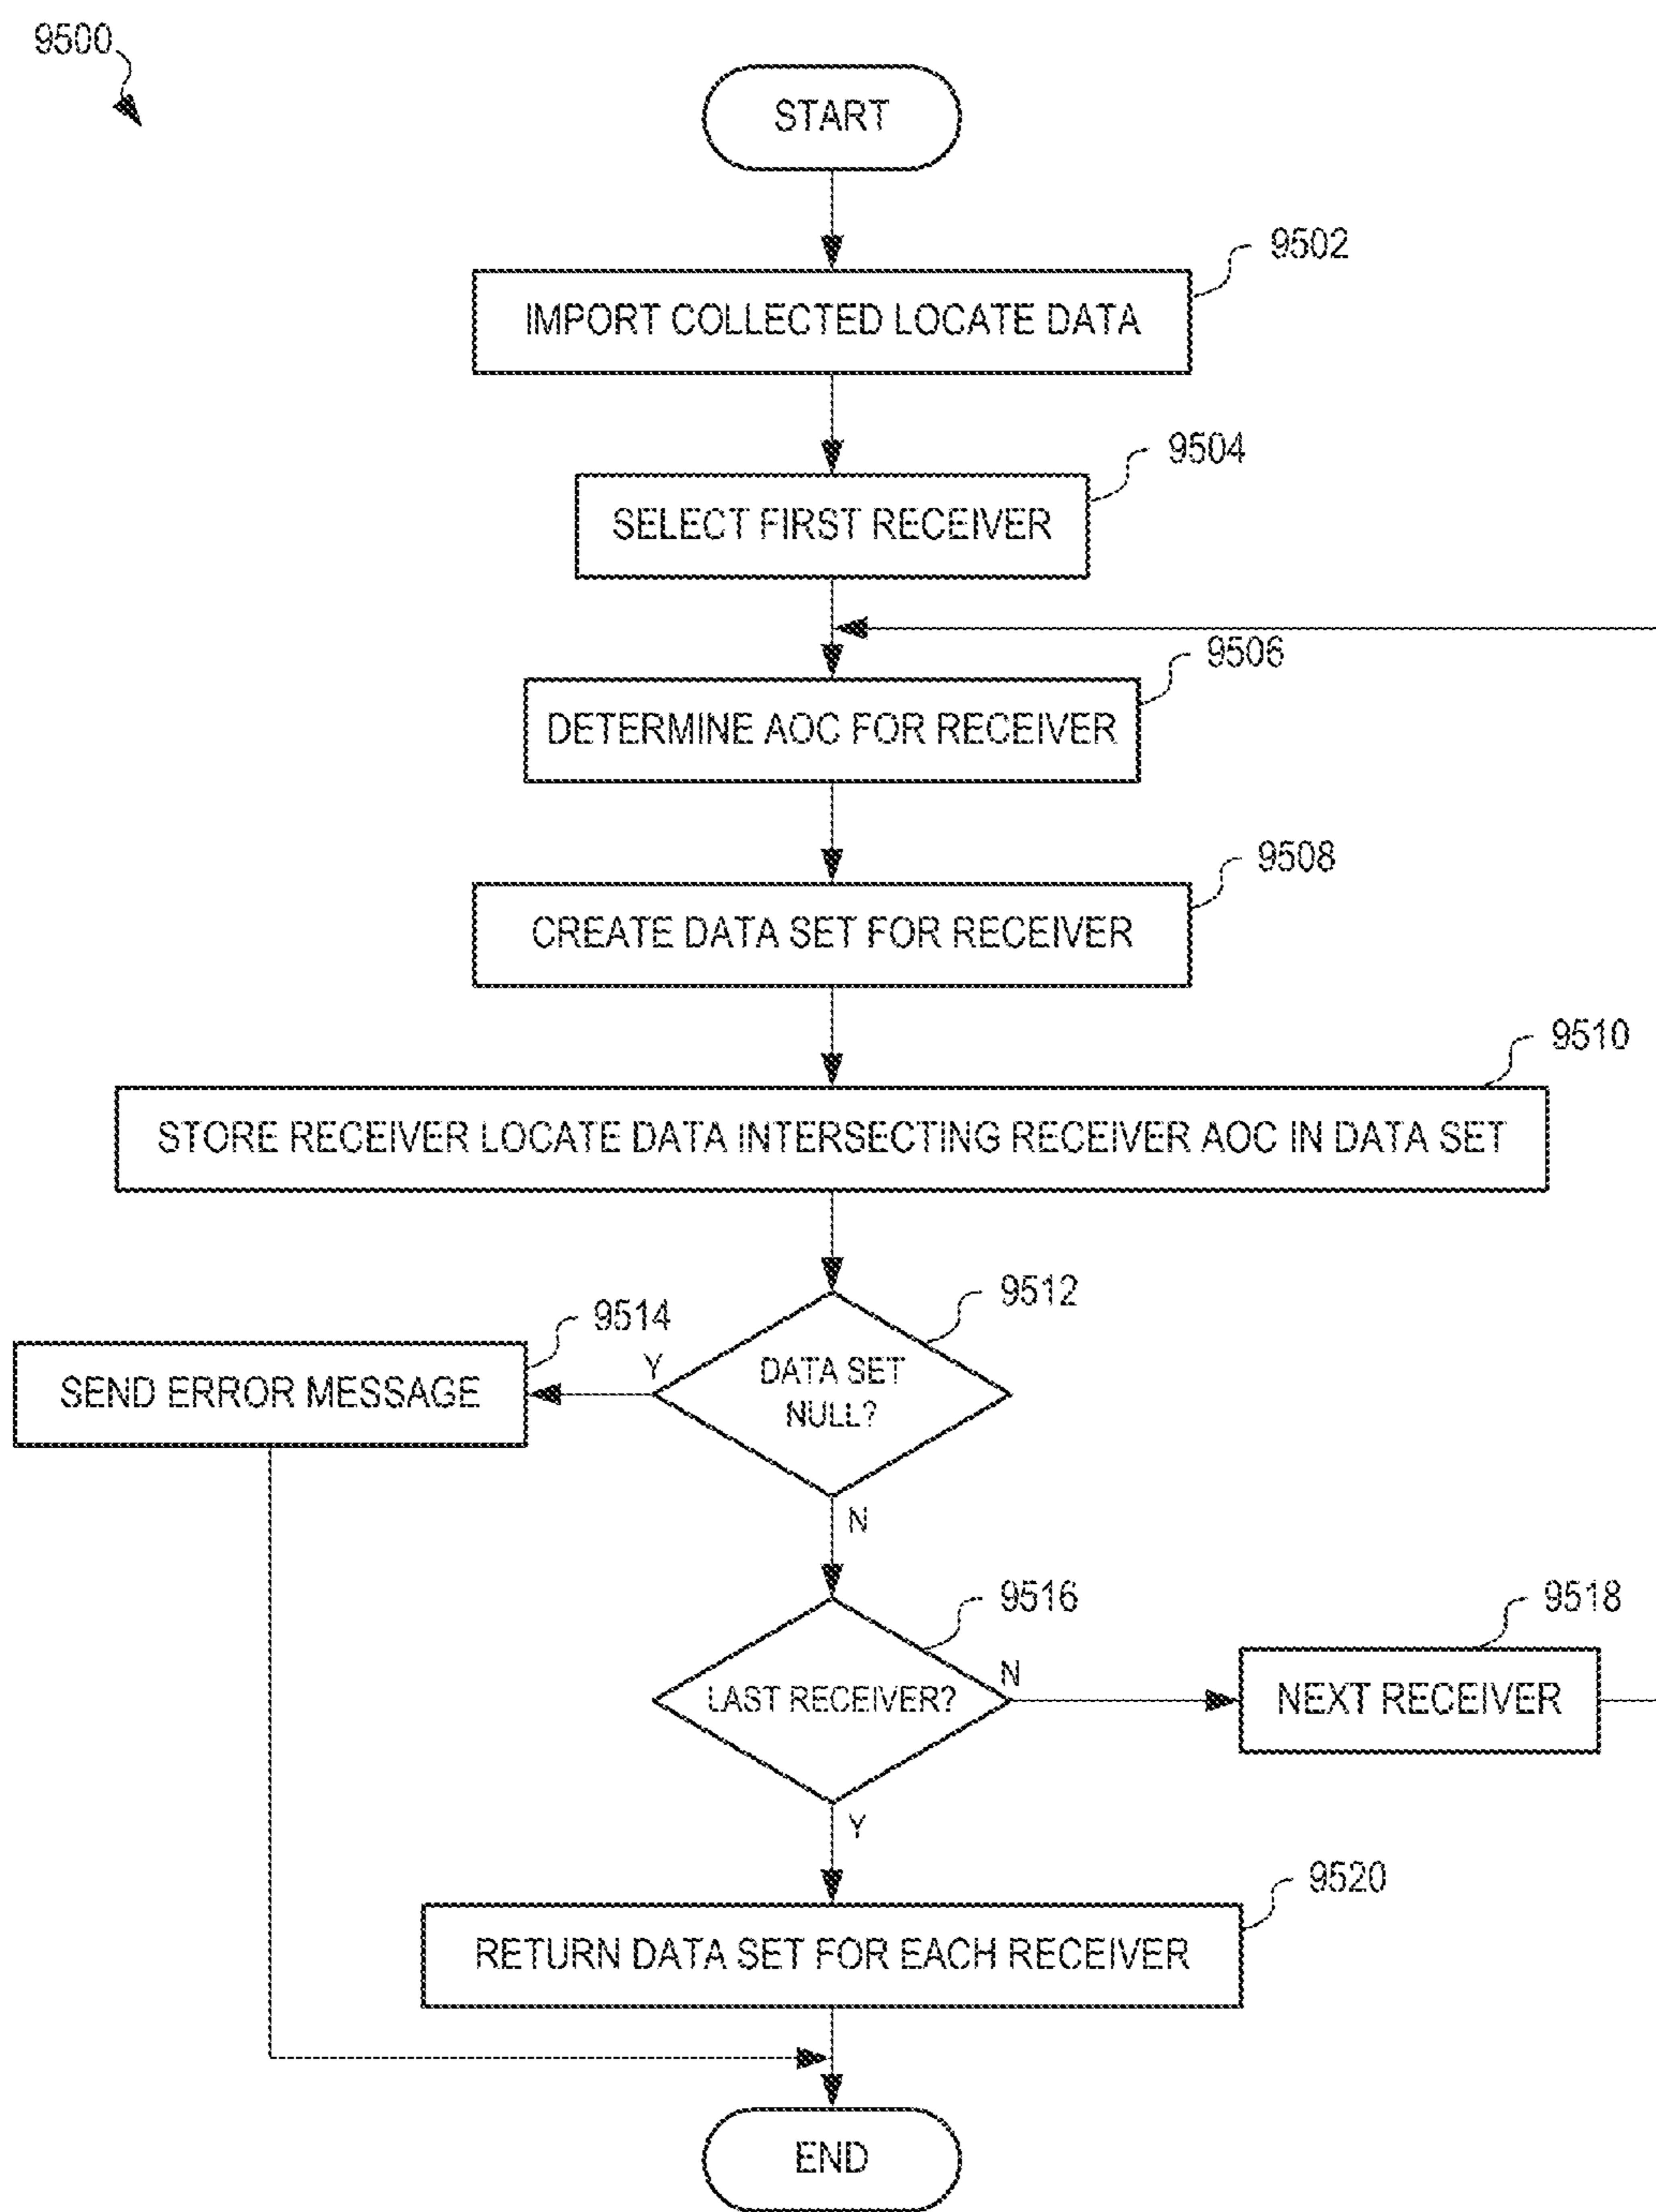 9500
START
9502
IMPORT COLLECTED LOCATE DATA
9504
SELECT FIRST RECEIVER
9506
DETERMINE AOC FOR RECEIVER
9508
CREATE DATA SET FOR RECEIVER
9510
STORE RECEIVER LOCATE DATA INTERSECTING RECEIVER AOC IN DATA SET
9512
9514
Y
DATA SET
NULL?
SEND ERROR MESSAGE
N
9516
9518
N
LAST RECEIVER?
NEXT RECEIVER
Y
9520
RETURN DATA SET FOR EACH RECEIVER
END